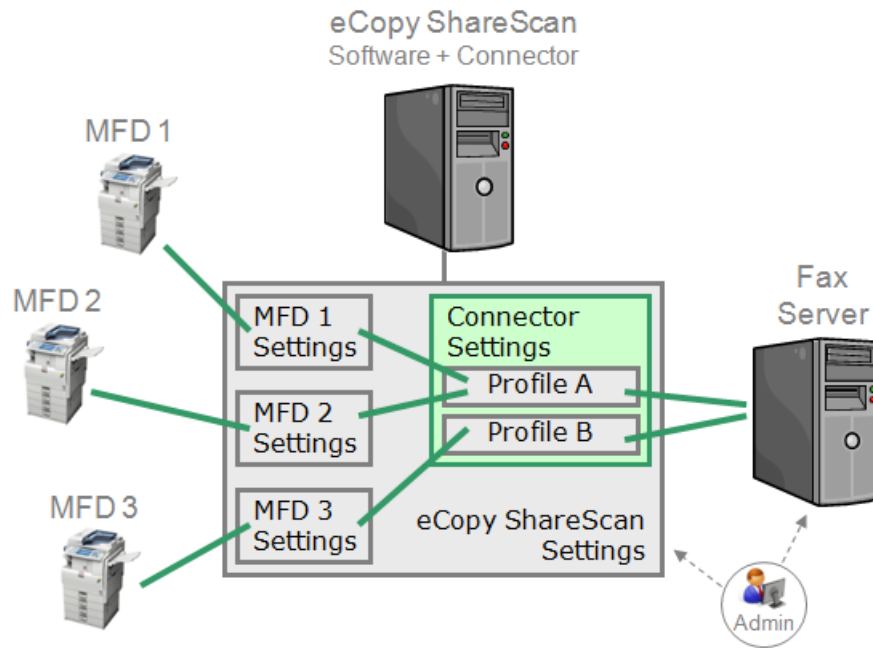 eCopy ShareScan
Software + Connector
MFD 1
MFD 2
MFD 3
MFD 1
Settings
MFD 2
Settings
MFD 3
Settings
Connector
Settings
Profile A
Profile B
eCopy ShareScan
Settings
Fax
Server
Admin